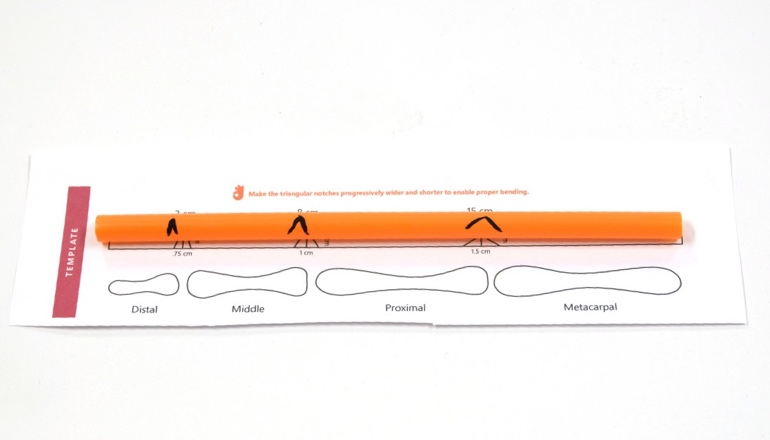 Make the triangular notches progressively wider and shorter to enable proper bending.
TEMPLATE
15 cm
.75 cm
1 cm
1.5 cm
Distal
Middle
Proximal
Metacarpal